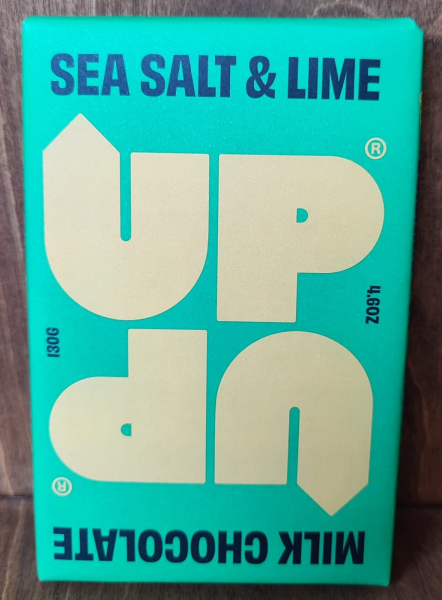 SEA SALT & LIME
UP®
4.6OZ
130G
UP®
MILK CHOCOLATE